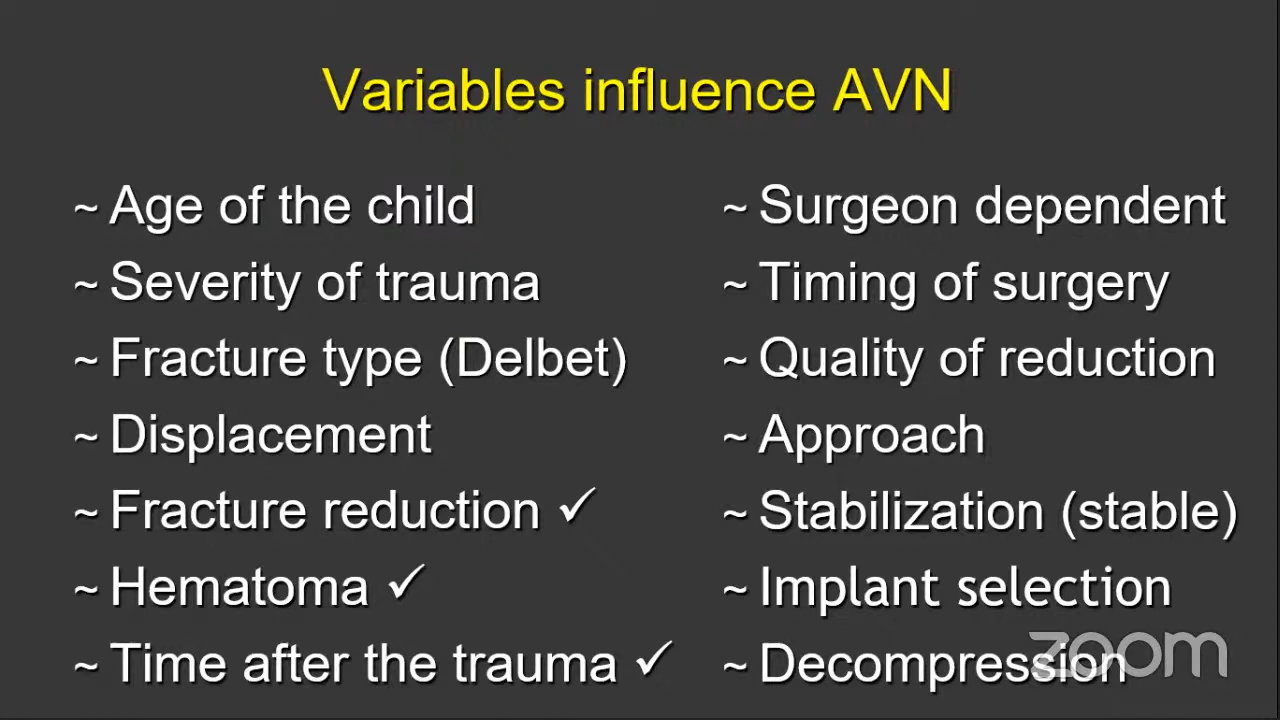 Variables influence AVN
~ Age of the child
~ Severity of trauma
~ Fracture type (Delbet)
~ Displacement
~ Fracture reduction ✓
~ Hematoma ✓
~ Time after the trauma ✓
~ Surgeon dependent
~ Timing of surgery
~ Quality of reduction
~ Approach
~ Stabilization (stable)
~ Implant selection
~ Decompression
zoom